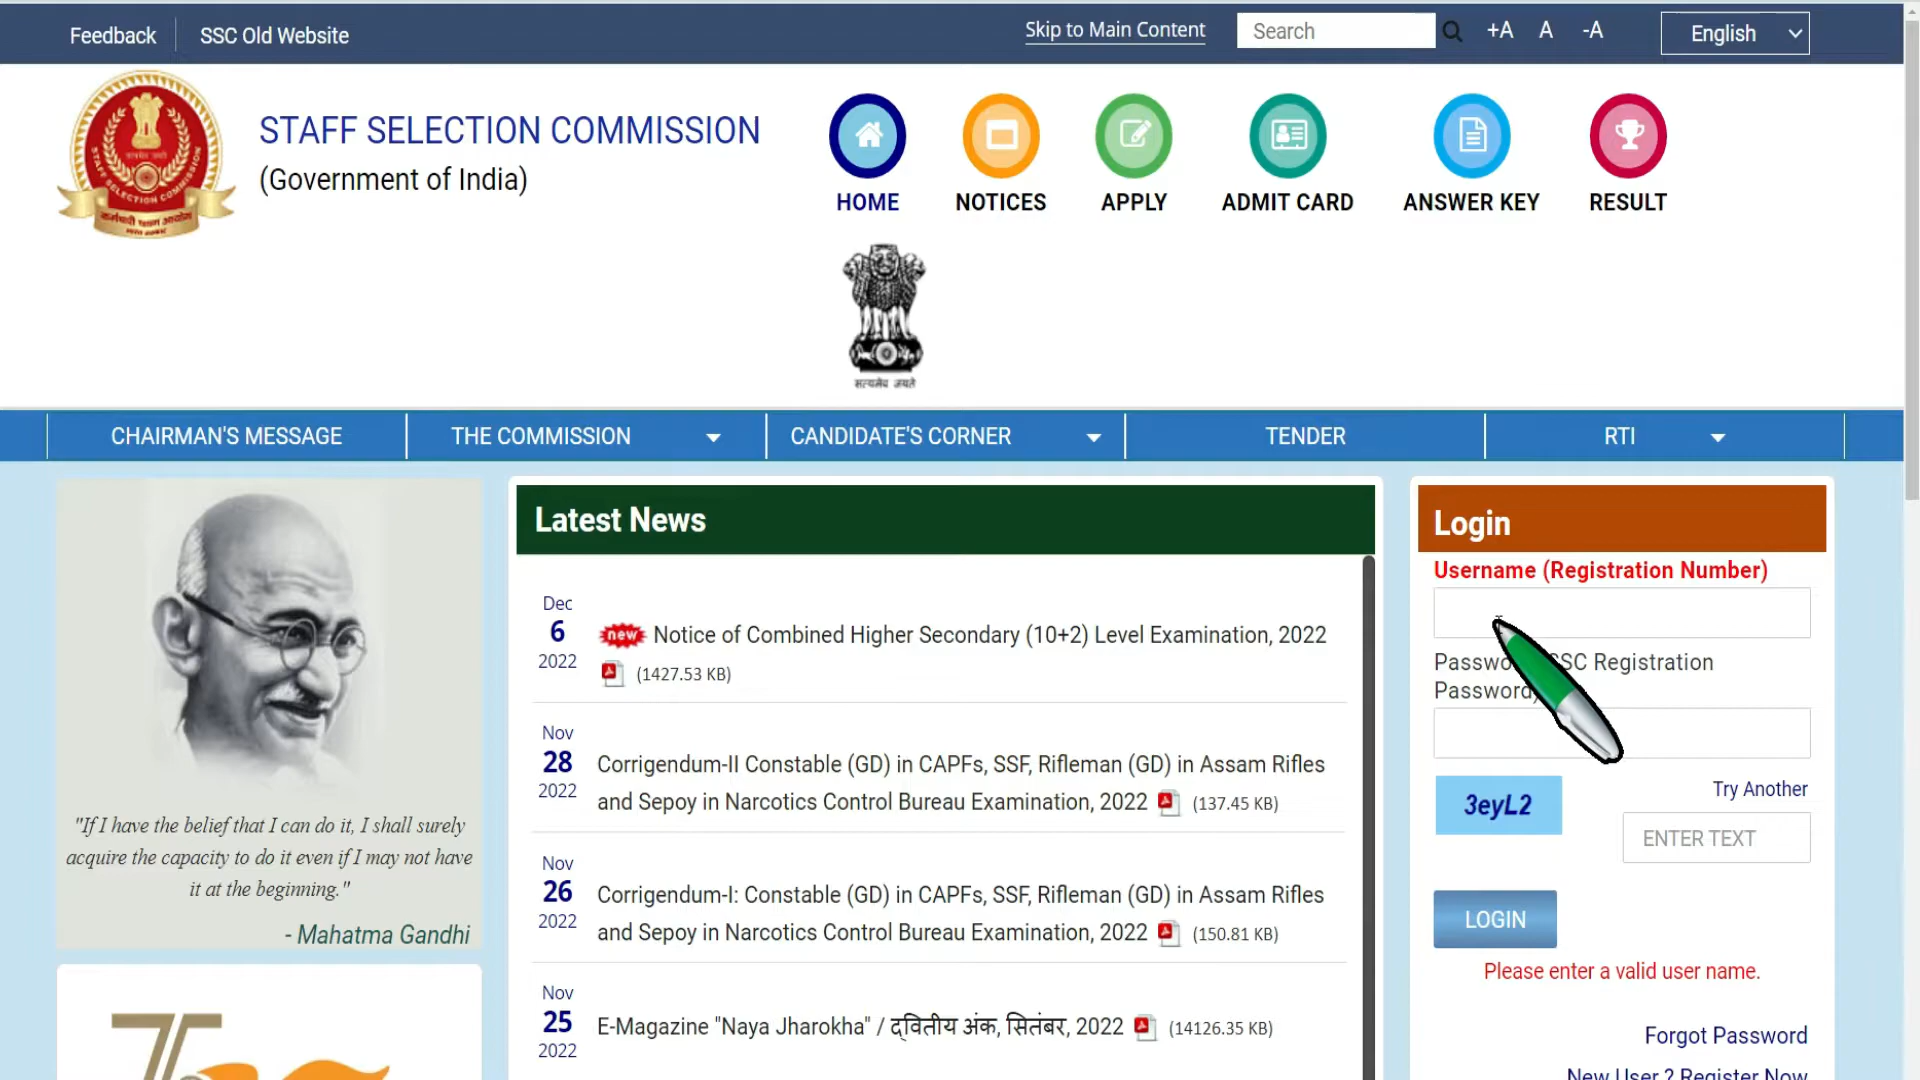 Feedback
SSC Old Website
Skip to Main Content
Search
+A A -A
English
STAFF SELECTION COMMISSION
(Government of India)
HOME
NOTICES
APPLY
ADMIT CARD
ANSWER KEY
RESULT
सत्यमेव जयते
CHAIRMAN'S MESSAGE
THE COMMISSION
CANDIDATE'S CORNER
TENDER
RTI
"If I have the belief that I can do it, I shall surely
acquire the capacity to do it even if I may not have
it at the beginning."
- Mahatma Gandhi
Latest News
Dec
6
2022
new Notice of Combined Higher Secondary (10+2) Level Examination, 2022
(1427.53 KB)
Nov
28
2022
Corrigendum-II Constable (GD) in CAPFs, SSF, Rifleman (GD) in Assam Rifles
and Sepoy in Narcotics Control Bureau Examination, 2022 (137.45 KB)
Nov
26
2022
Corrigendum-I: Constable (GD) in CAPFs, SSF, Rifleman (GD) in Assam Rifles
and Sepoy in Narcotics Control Bureau Examination, 2022 (150.81 KB)
Nov
25
2022
E-Magazine "Naya Jharokha" / द्वितीय अंक, सितंबर, 2022 (14126.35 KB)
Login
Username (Registration Number)
SSC Registration
Password
3eyL2
Try Another
ENTER TEXT
LOGIN
Please enter a valid user name.
Forgot Password
New User ? Register Now